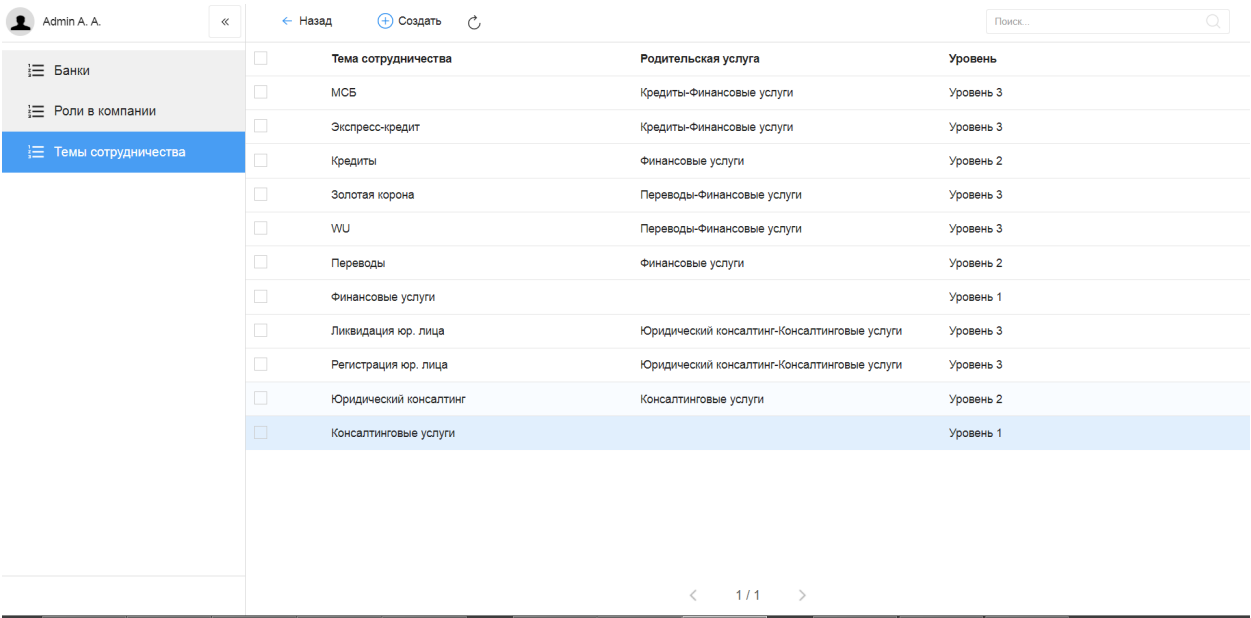 Admin A. A.
«
Назад
Создать
Поиск...
Банки
Роли в компании
Темы сотрудничества
Тема сотрудничества Родительская услуга Уровень
МСБ Кредиты-Финансовые услуги Уровень 3
Экспресс-кредит Кредиты-Финансовые услуги Уровень 3
Кредиты Финансовые услуги Уровень 2
Золотая корона Переводы-Финансовые услуги Уровень 3
WU Переводы-Финансовые услуги Уровень 3
Переводы Финансовые услуги Уровень 2
Финансовые услуги Уровень 1
Ликвидация юр. лица Юридический консалтинг-Консалтинговые услуги Уровень 3
Регистрация юр. лица Юридический консалтинг-Консалтинговые услуги Уровень 3
Юридический консалтинг Консалтинговые услуги Уровень 2
Консалтинговые услуги Уровень 1
1 / 1